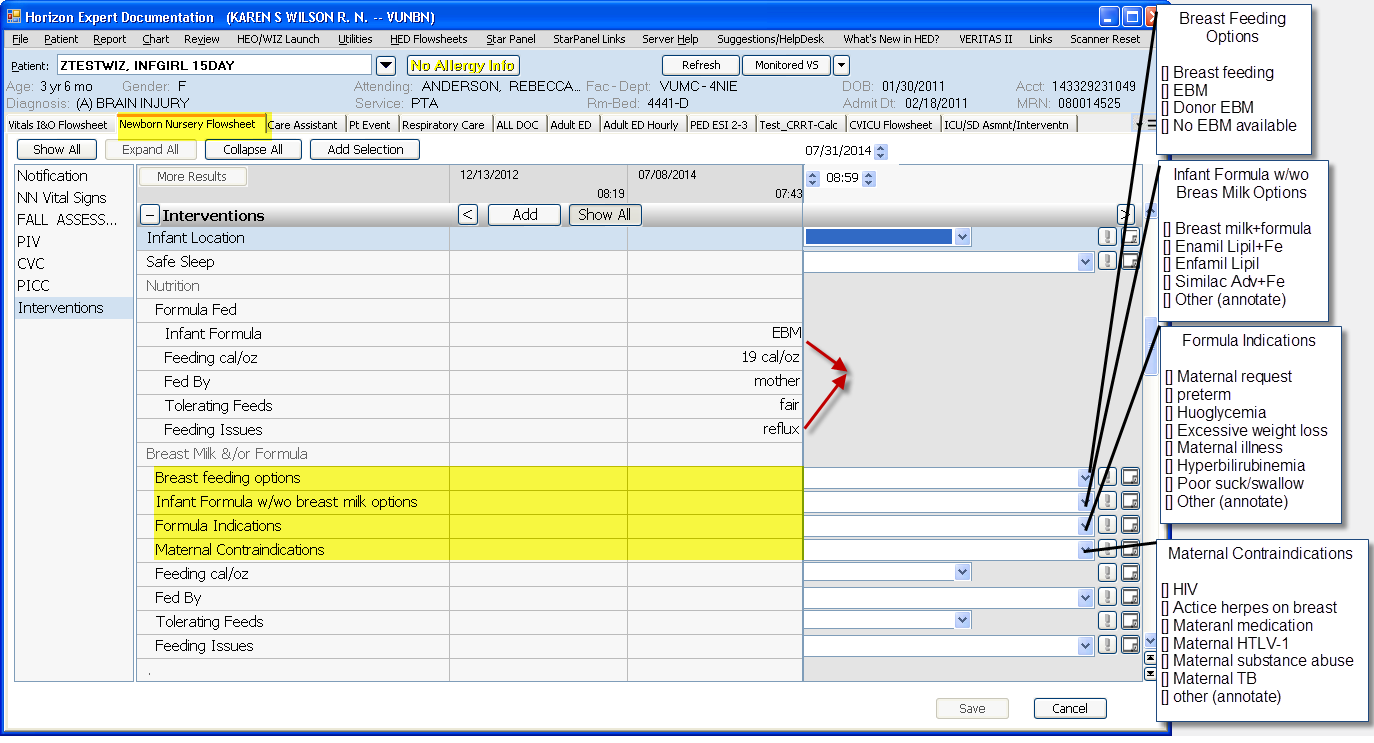 Horizon Expert Documentation (KAREN S WILSON R. N. -- VUNBN)
File Patient Report Chart Review HEO/WIZ Launch Utilities HED Flowsheets Star Panel StarPanel Links Server Help Suggestions/HelpDesk What's New in HED? VERITAS II Links Scanner Reset
Patient: ZTESTWIZ, INFGIRL 15DAY No Allergy Info Refresh Monitored VS
Age: 3 yr 6 mo Gender: F Attending: ANDERSON, REBECCA... Fac - Dept: VUMC - 4NIE DOB: 01/30/2011 Acct: 1433329231049
Diagnosis: (A) BRAIN INJURY Service: PTA Rm-Bed: 4441-D Admit Dt: 02/18/2011 MRN: 080014525
Vitals I&O Flowsheet Newborn Nursery Flowsheet Care Assistant Pt Event Respiratory Care ALL DOC Adult ED Adult ED Hourly PED ESI 2-3 Test_CRRT-Calc CVICU Flowsheet ICU/SD Asmnt/Interventn
Show All Expand All Collapse All Add Selection 07/31/2014
Notification
NN Vital Signs
FALL ASSESS...
PIV
CVC
PICC
Interventions
More Results 12/13/2012 07/08/2014
08:19 07:43 08:59
− Interventions < Add Show All >
Infant Location
Safe Sleep
Nutrition
Formula Fed
Infant Formula EBM
Feeding cal/oz 19 cal/oz
Fed By mother
Tolerating Feeds fair
Feeding Issues reflux
Breast Milk &/or Formula
Breast feeding options
Infant Formula w/wo breast milk options
Formula Indications
Maternal Contraindications
Feeding cal/oz
Fed By
Tolerating Feeds
Feeding Issues
.
Save Cancel
Breast Feeding
Options
[] Breast feeding
[] EBM
[] Donor EBM
[] No EBM available
Infant Formula w/wo
Breas Milk Options
[] Breast milk+formula
[] Enamil Lipil+Fe
[] Enfamil Lipil
[] Similac Adv+Fe
[] Other (annotate)
Formula Indications
[] Maternal request
[] preterm
[] Huoglycemia
[] Excessive weight loss
[] Maternal illness
[] Hyperbilirubinemia
[] Poor suck/swallow
[] Other (annotate)
Maternal Contraindications
[] HIV
[] Actice herpes on breast
[] Materanl medication
[] Maternal HTLV-1
[] Maternal substance abuse
[] Maternal TB
[] other (annotate)